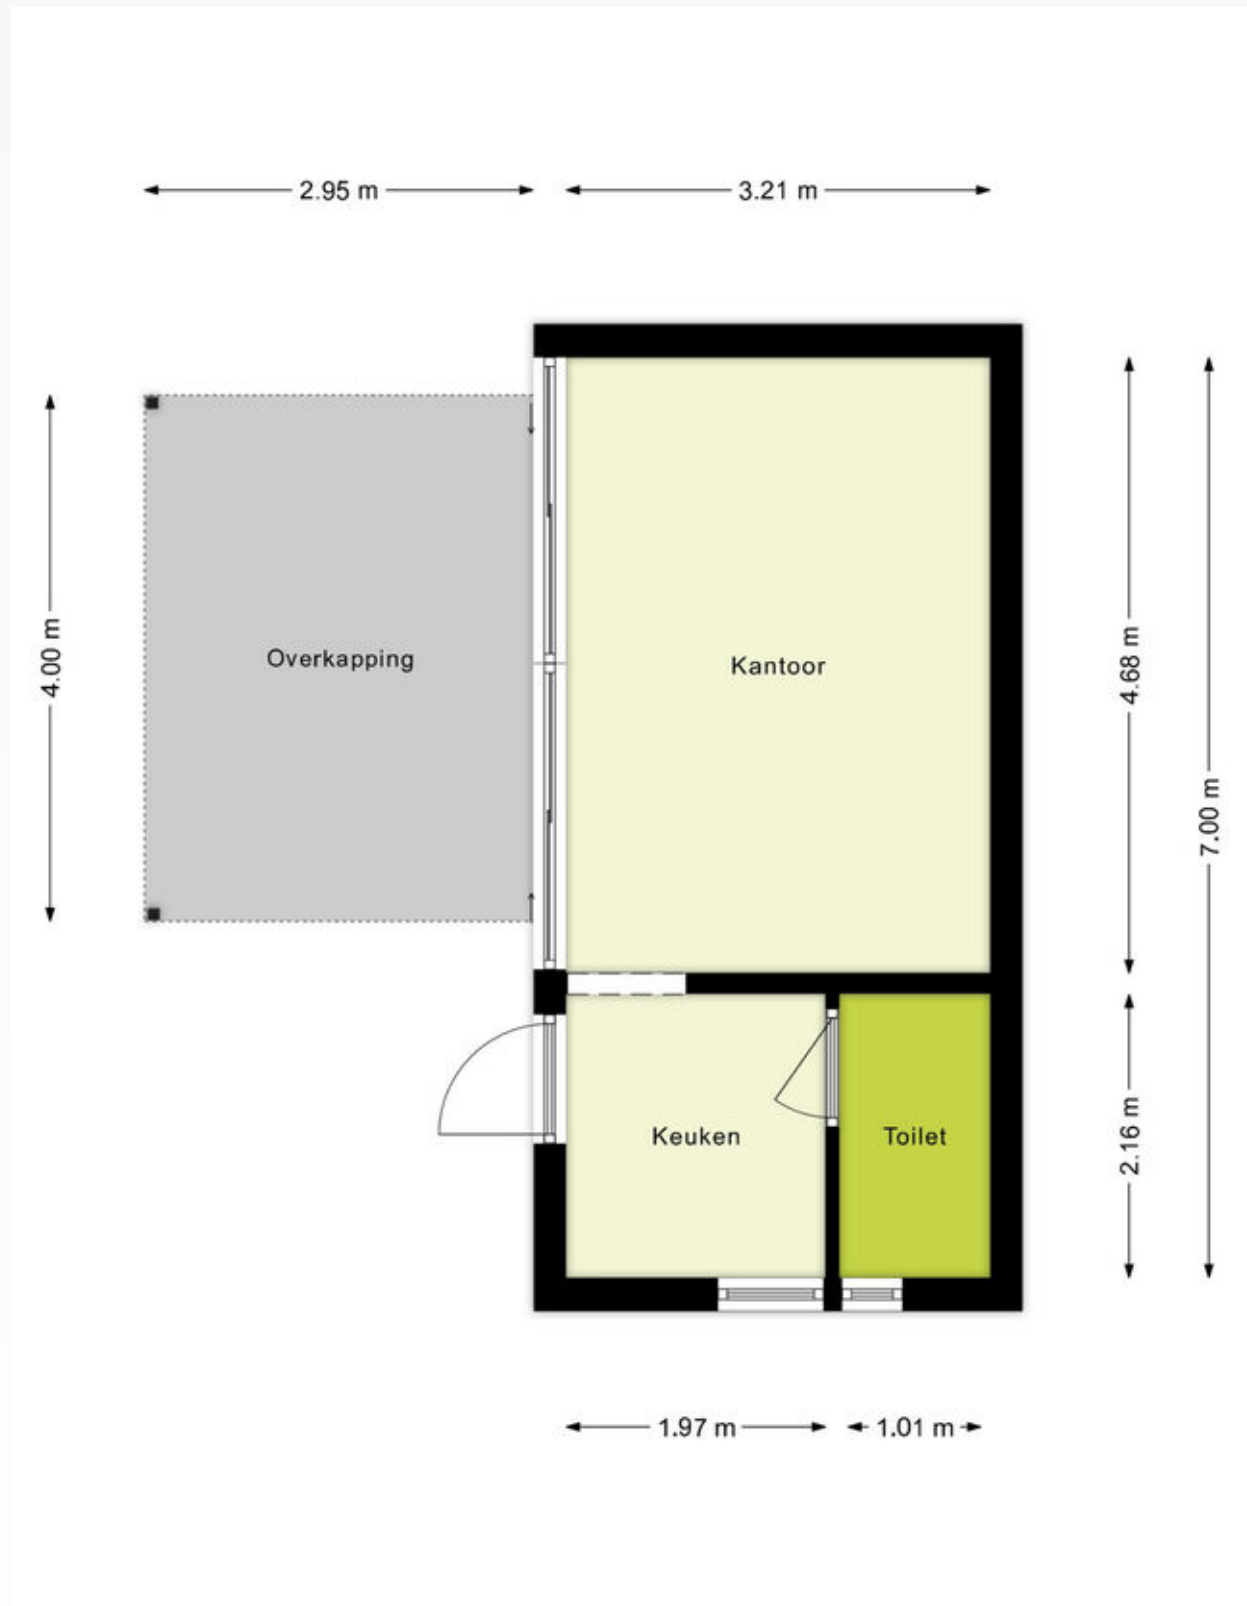 2.95 m
3.21 m
4.00 m
Overkapping
Kantoor
4.68 m
7.00 m
Keuken
Toilet
2.16 m
1.97 m
1.01 m